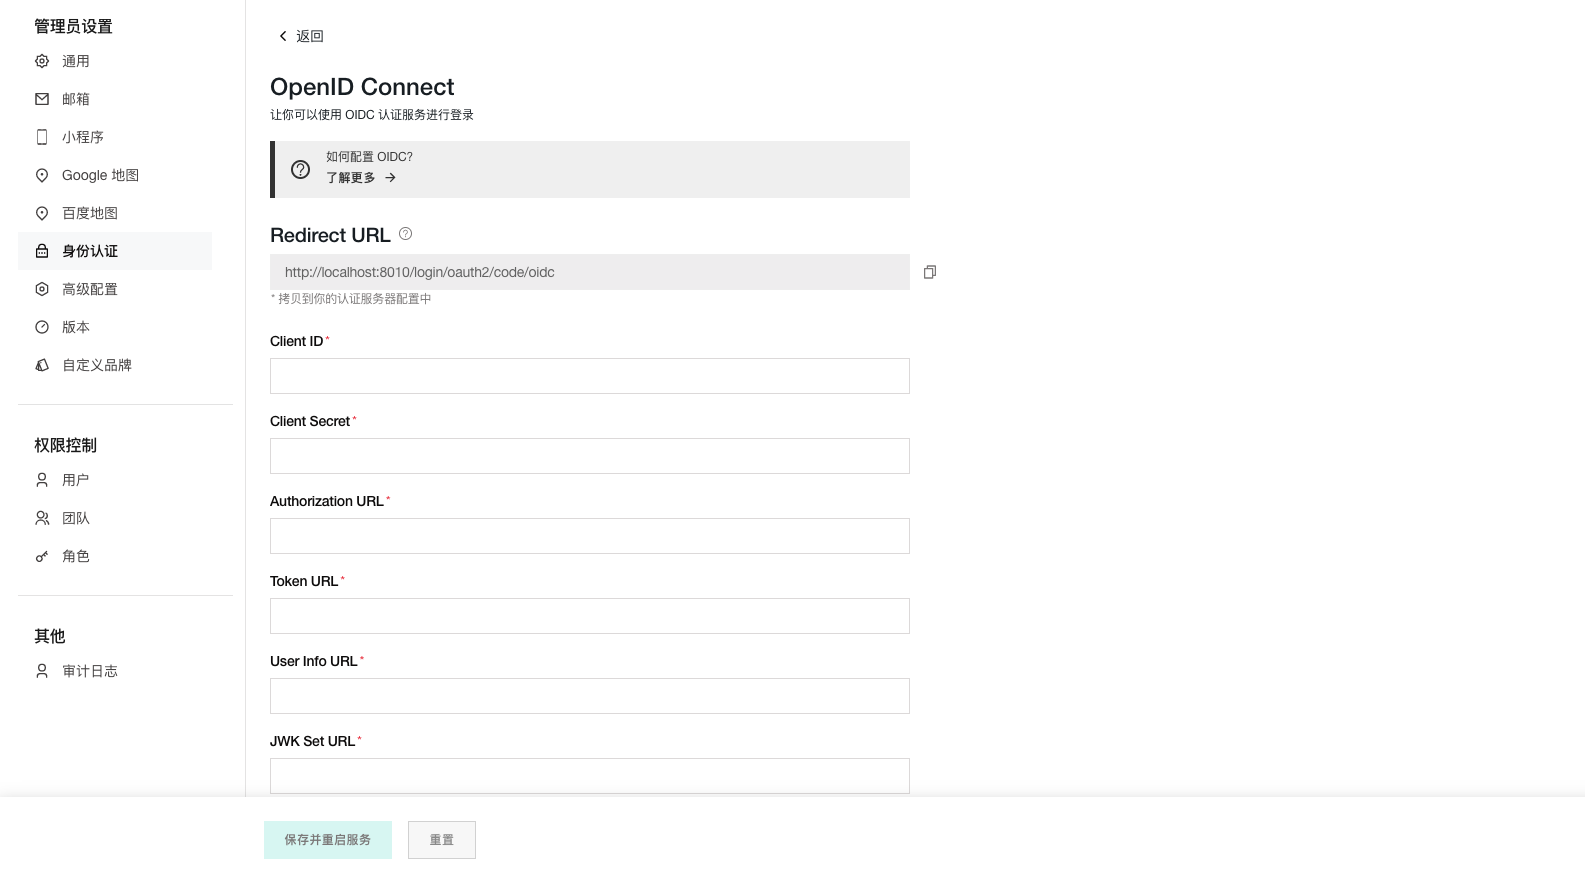 管理员设置
通用
邮箱
小程序
Google 地图
百度地图
身份认证
高级配置
版本
自定义品牌
权限控制
用户
团队
角色
其他
审计日志
返回
OpenID Connect
让你可以使用 OIDC 认证服务进行登录
如何配置 OIDC?
了解更多
Redirect URL
http://localhost:8010/login/oauth2/code/oidc
* 拷贝到你的认证服务器配置中
Client ID*
Client Secret*
Authorization URL*
Token URL*
User Info URL*
JWK Set URL*
保存并重启服务
重置